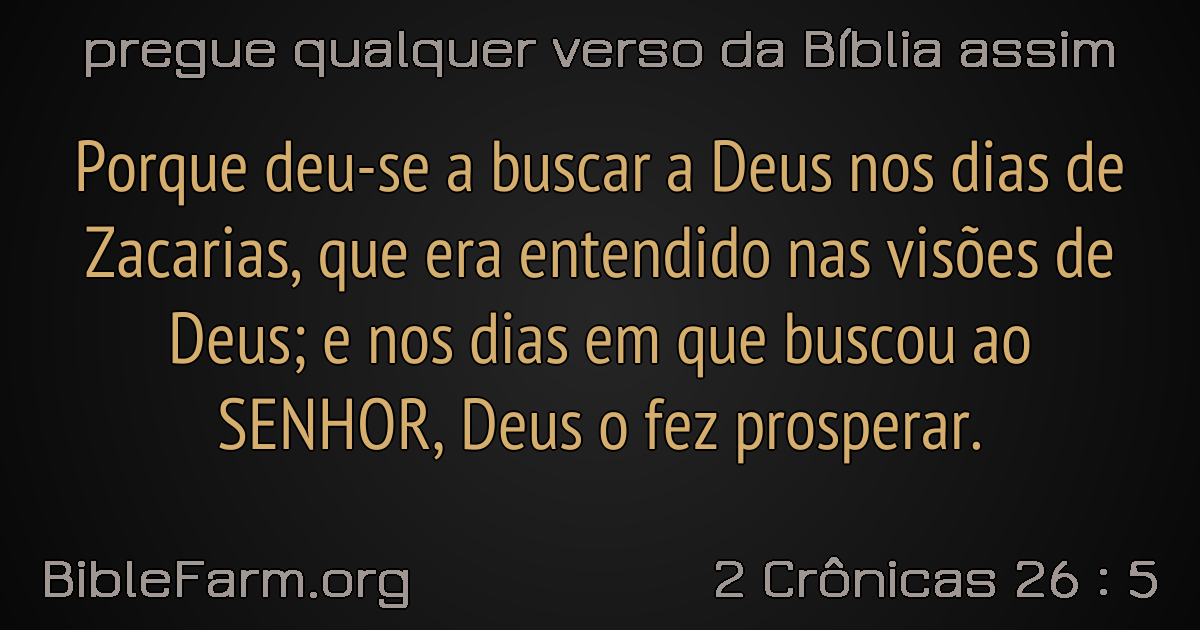 pregue qualquer verso da Bíblia assim
Porque deu-se a buscar a Deus nos dias de
Zacarias, que era entendido nas visões de
Deus; e nos dias em que buscou ao
SENHOR, Deus o fez prosperar.
BibleFarm.org
2 Crônicas 26 : 5